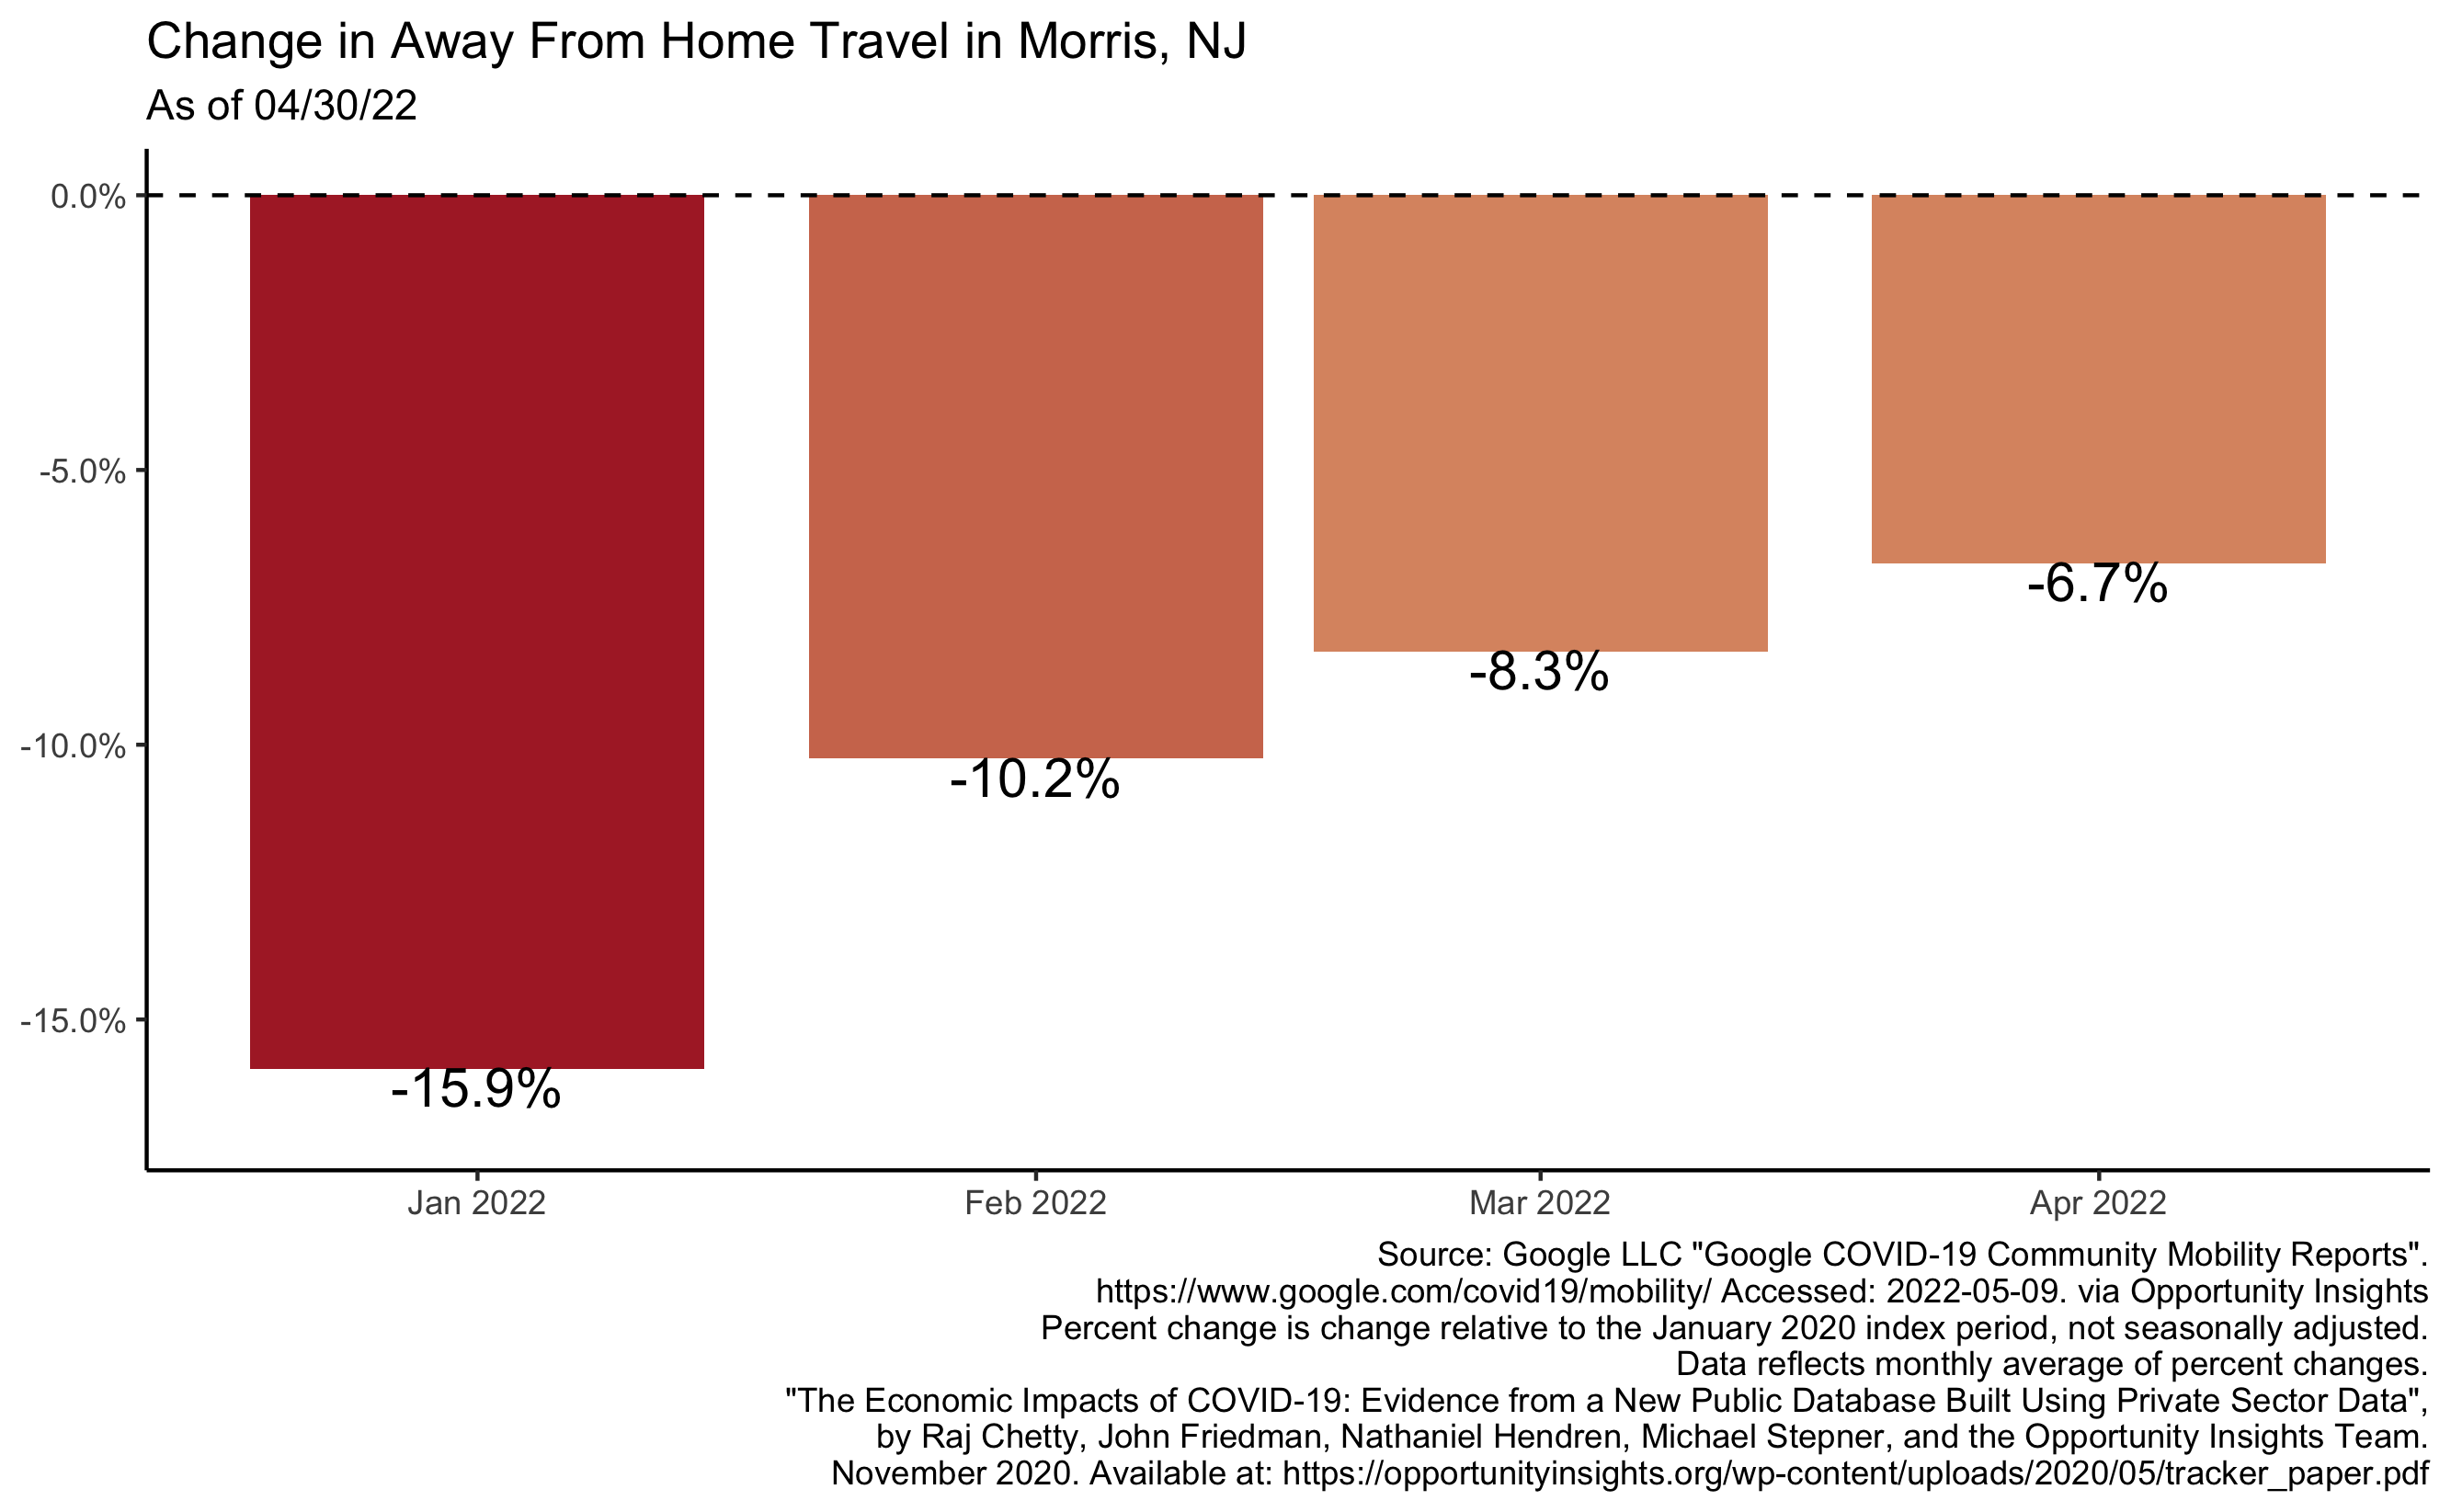 Change in Away From Home Travel in Morris, NJ
As of 04/30/22
0.0%
-5.0%
-10.0%
-15.0%
-15.9%
-10.2%
-8.3%
-6.7%
Jan 2022
Feb 2022
Mar 2022
Apr 2022
Source: Google LLC "Google COVID-19 Community Mobility Reports".
https://www.google.com/covid19/mobility/ Accessed: 2022-05-09. via Opportunity Insights
Percent change is change relative to the January 2020 index period, not seasonally adjusted.
Data reflects monthly average of percent changes.
"The Economic Impacts of COVID-19: Evidence from a New Public Database Built Using Private Sector Data",
by Raj Chetty, John Friedman, Nathaniel Hendren, Michael Stepner, and the Opportunity Insights Team.
November 2020. Available at: https://opportunityinsights.org/wp-content/uploads/2020/05/tracker_paper.pdf